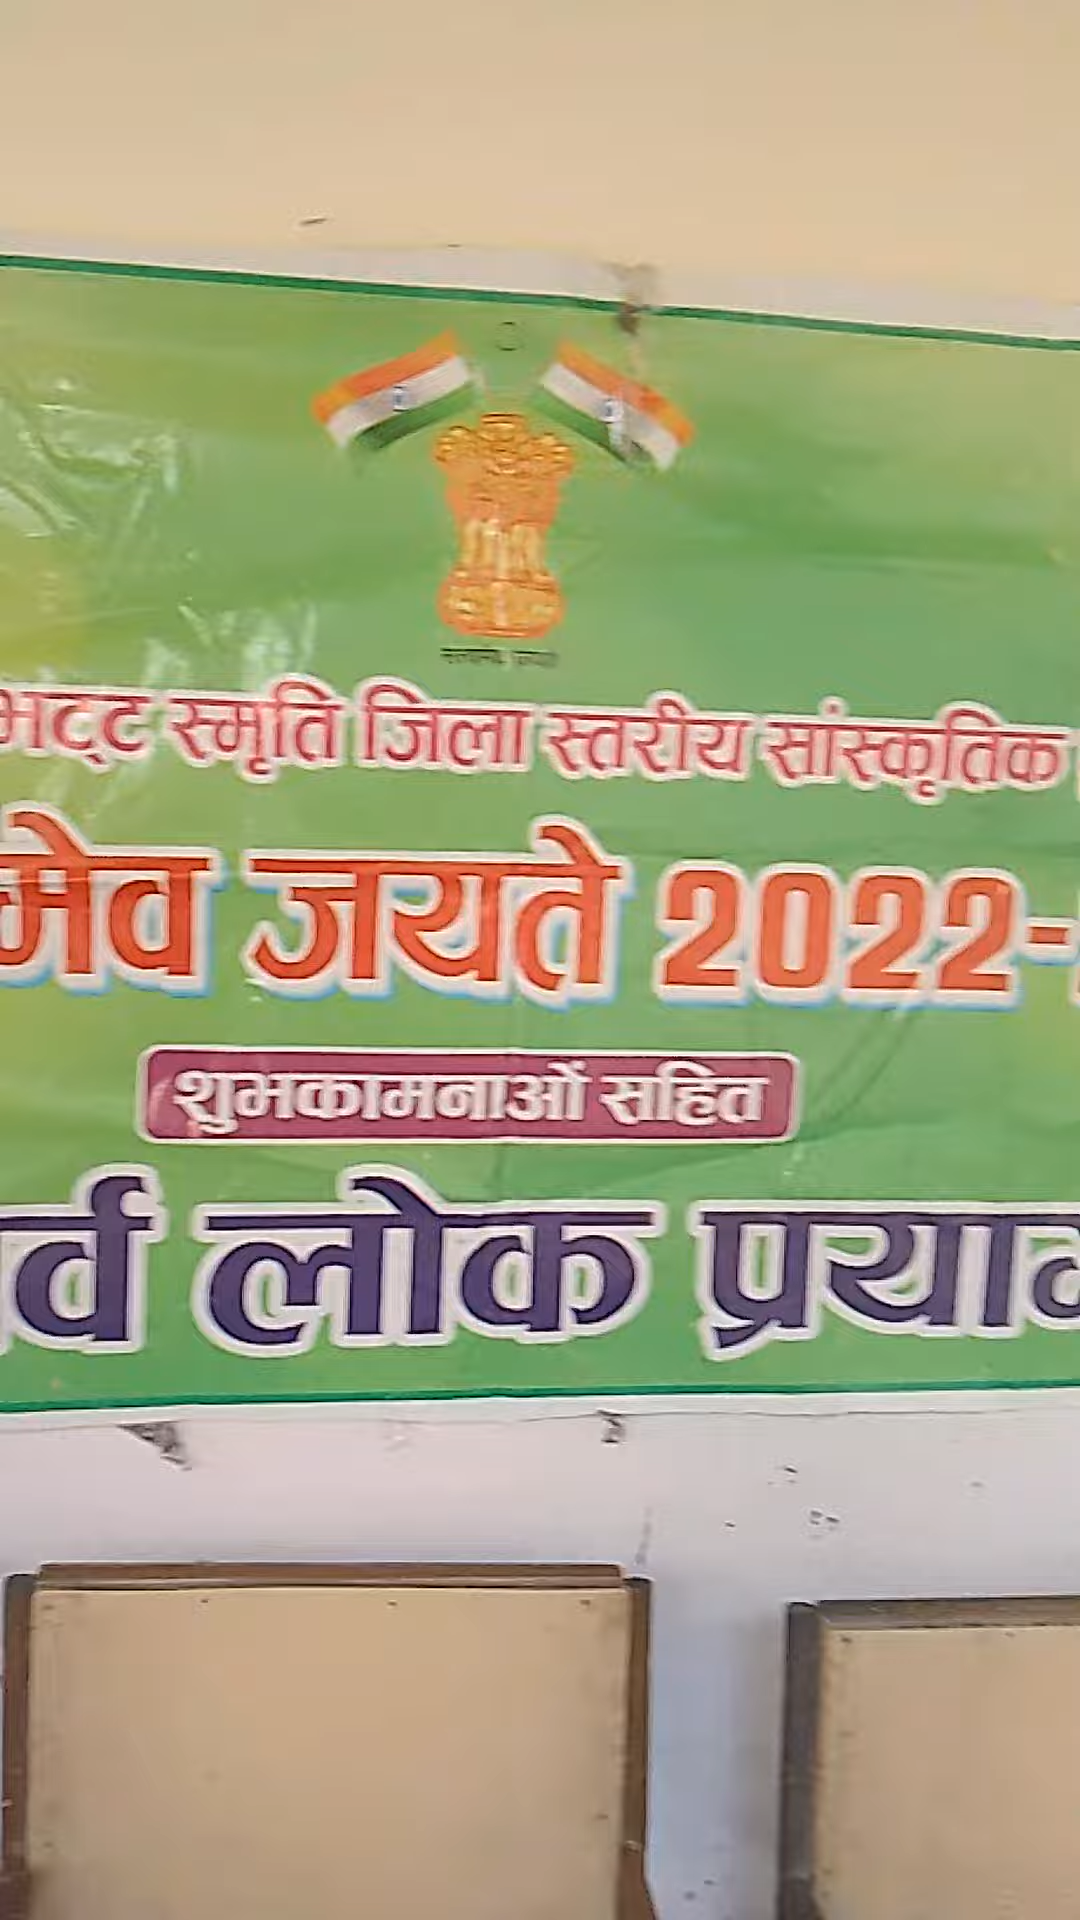 भट्ट स्मृति जिला स्तरीय सांस्कृतिक
मेव जयते 2022-
शुभकामनाओं सहित
र्व लोक प्रयाग